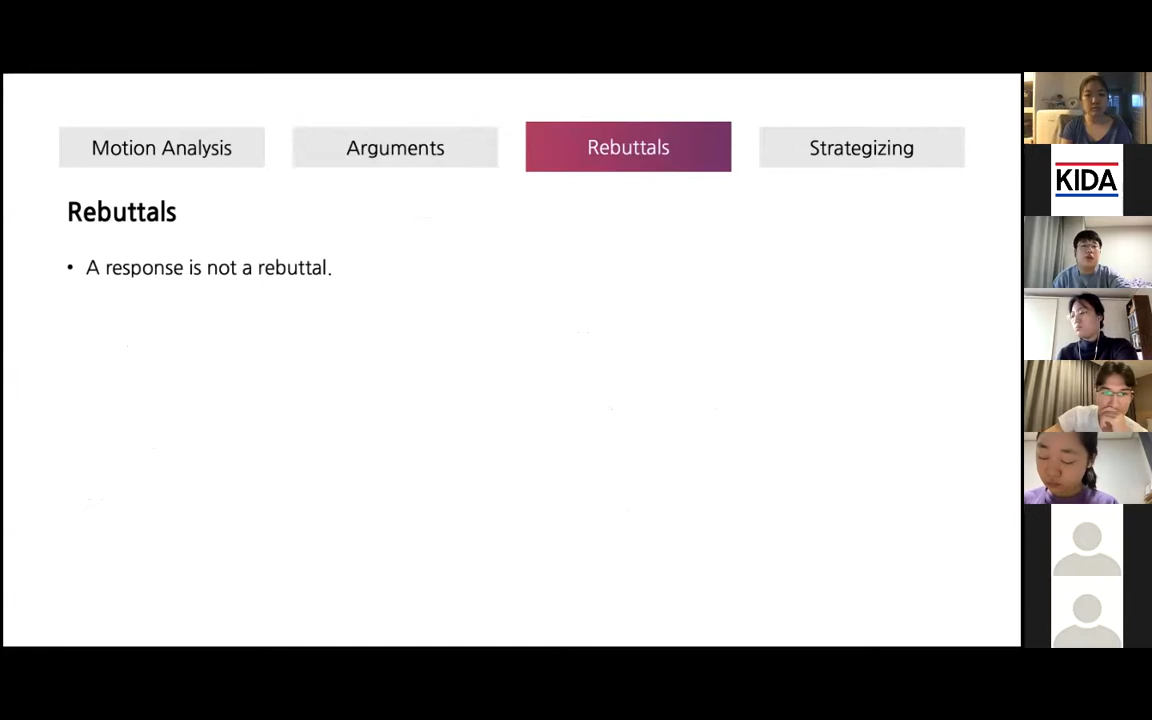 Motion Analysis
Arguments
Rebuttals
Strategizing
Rebuttals
• A response is not a rebuttal.
KIDA